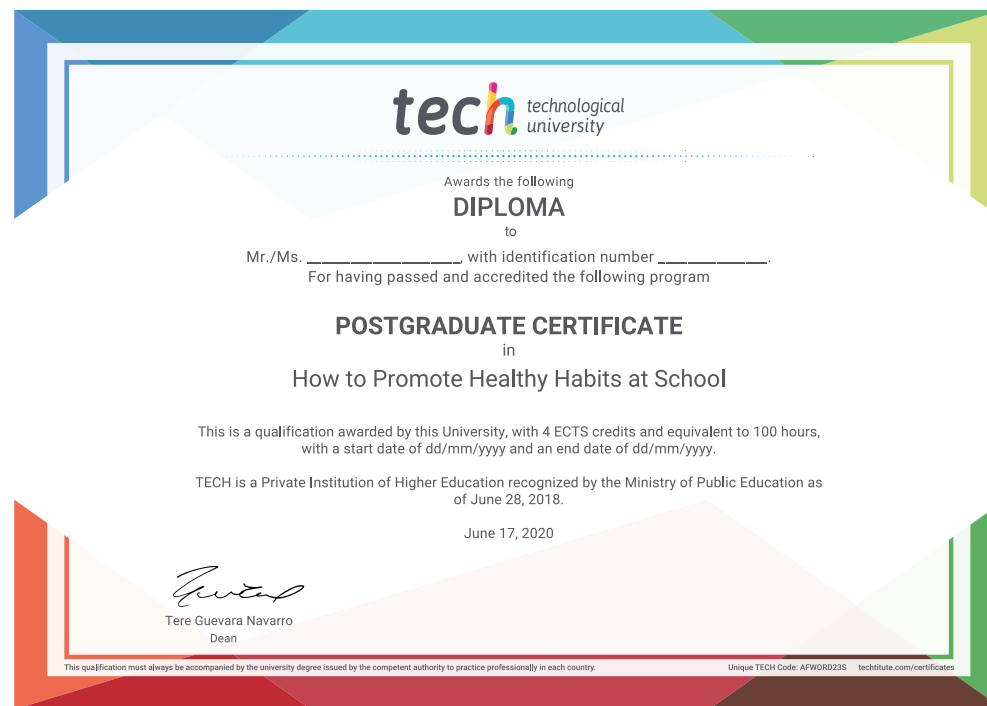 tech technological
university
Awards the following
DIPLOMA
to
Mr./Ms. ____________________, with identification number ______________.
For having passed and accredited the following program
POSTGRADUATE CERTIFICATE
in
How to Promote Healthy Habits at School
This is a qualification awarded by this University, with 4 ECTS credits and equivalent to 100 hours,
with a start date of dd/mm/yyyy and an end date of dd/mm/yyyy.
TECH is a Private Institution of Higher Education recognized by the Ministry of Public Education as
of June 28, 2018.
June 17, 2020
Tere Guevara Navarro
Dean
This qualification must always be accompanied by the university degree issued by the competent authority to practice professionally in each country. Unique TECH Code: AFWORD23S techtitute.com/certificates